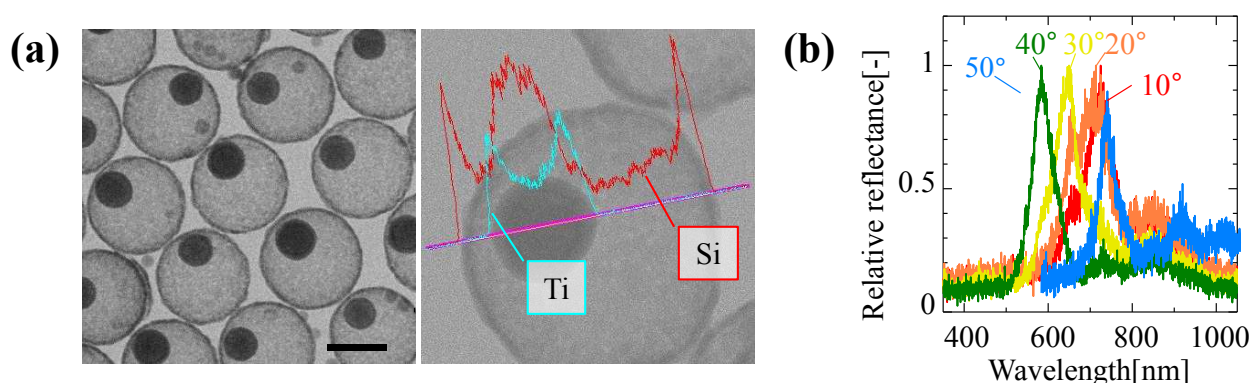 (a)
Ti
Si
(b)
40°
30°
20°
50°
10°
Relative reflectance[-]
1
0.5
0
400
600
800
1000
Wavelength[nm]